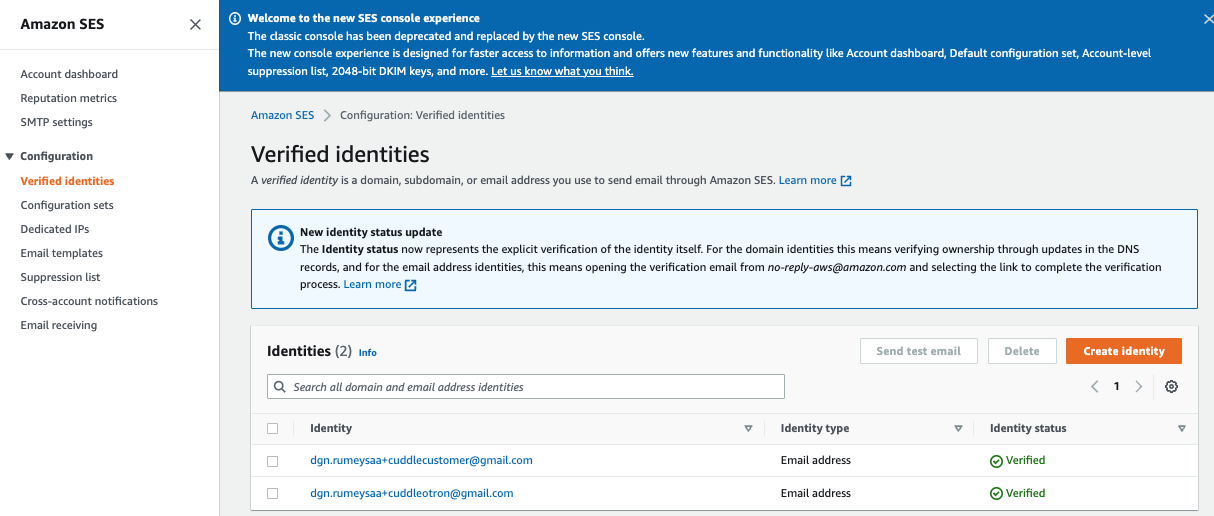 Amazon SES
Welcome to the new SES console experience
The classic console has been deprecated and replaced by the new SES console.
The new console experience is designed for faster access to information and offers new features and functionality like Account dashboard, Default configuration set, Account-level
suppression list, 2048-bit DKIM keys, and more. Let us know what you think.
Account dashboard
Reputation metrics
SMTP settings
Configuration
Verified identities
Configuration sets
Dedicated IPs
Email templates
Suppression list
Cross-account notifications
Email receiving
Amazon SES
Configuration: Verified identities
Verified identities
A verified identity is a domain, subdomain, or email address you use to send email through Amazon SES. Learn more
New identity status update
The Identity status now represents the explicit verification of the identity itself. For the domain identities this means verifying ownership through updates in the DNS
records, and for the email address identities, this means opening the verification email from no-reply-aws@amazon.com and selecting the link to complete the verification
process. Learn more
Identities (2) Info
Send test email
Delete
Create identity
Search all domain and email address identities
1
Identity
Identity type
Identity status
dgn.rumeysaa+cuddlecustomer@gmail.com
Email address
Verified
dgn.rumeysaa+cuddleotron@gmail.com
Email address
Verified